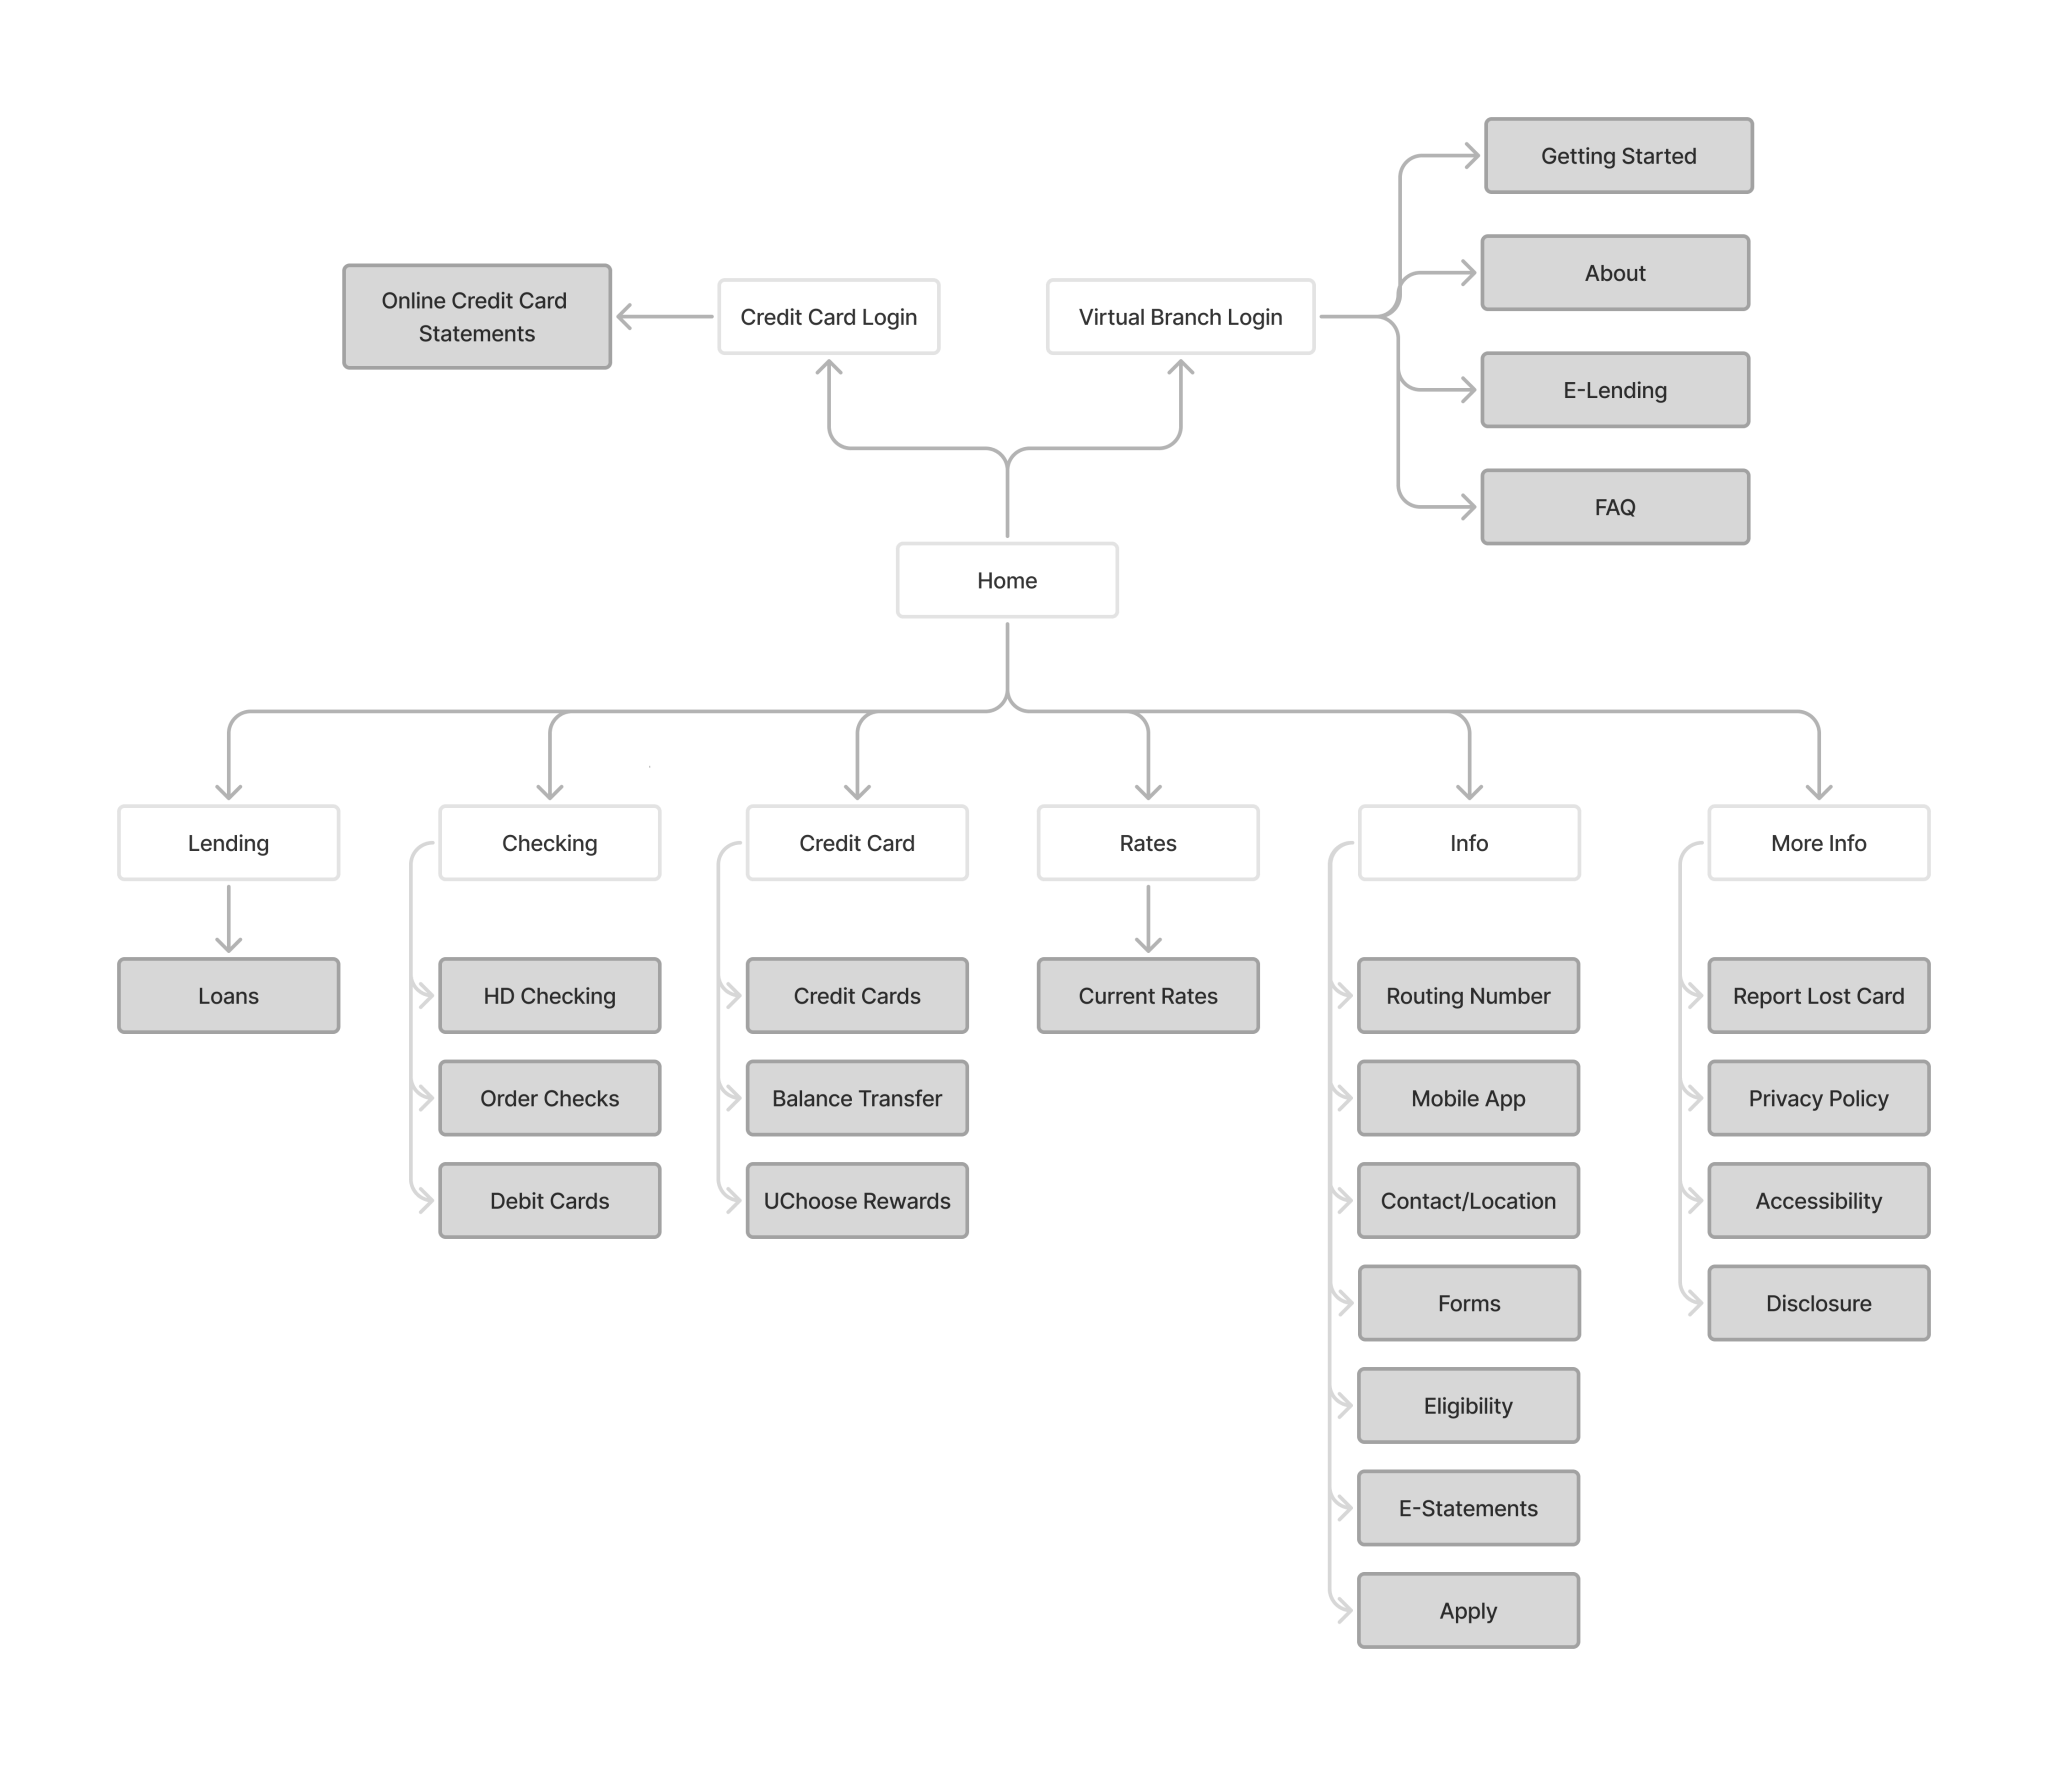 Getting Started
About
Online Credit Card
Statements
Credit Card Login
Virtual Branch Login
E-Lending
FAQ
Home
Lending
Checking
Credit Card
Rates
Info
More Info
Loans
HD Checking
Credit Cards
Current Rates
Routing Number
Report Lost Card
Order Checks
Balance Transfer
Mobile App
Privacy Policy
Debit Cards
UChoose Rewards
Contact/Location
Accessibility
Forms
Disclosure
Eligibility
E-Statements
Apply